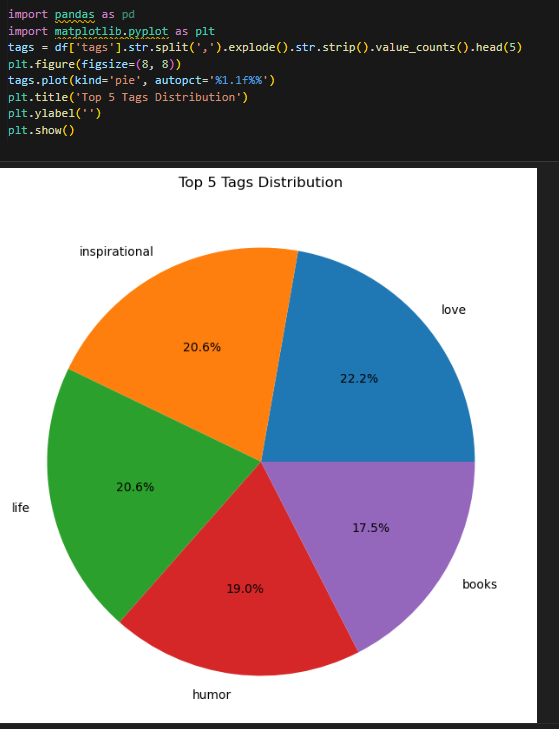 import pandas as pd
import matplotlib.pyplot as plt
tags = df['tags'].str.split(',').explode().str.strip().value_counts().head(5)
plt.figure(figsize=(8, 8))
tags.plot(kind='pie', autopct='%1.1f%%')
plt.title('Top 5 Tags Distribution')
plt.ylabel('')
plt.show()
Top 5 Tags Distribution
inspirational
love
20.6%
22.2%
20.6%
life
17.5%
19.0%
books
humor